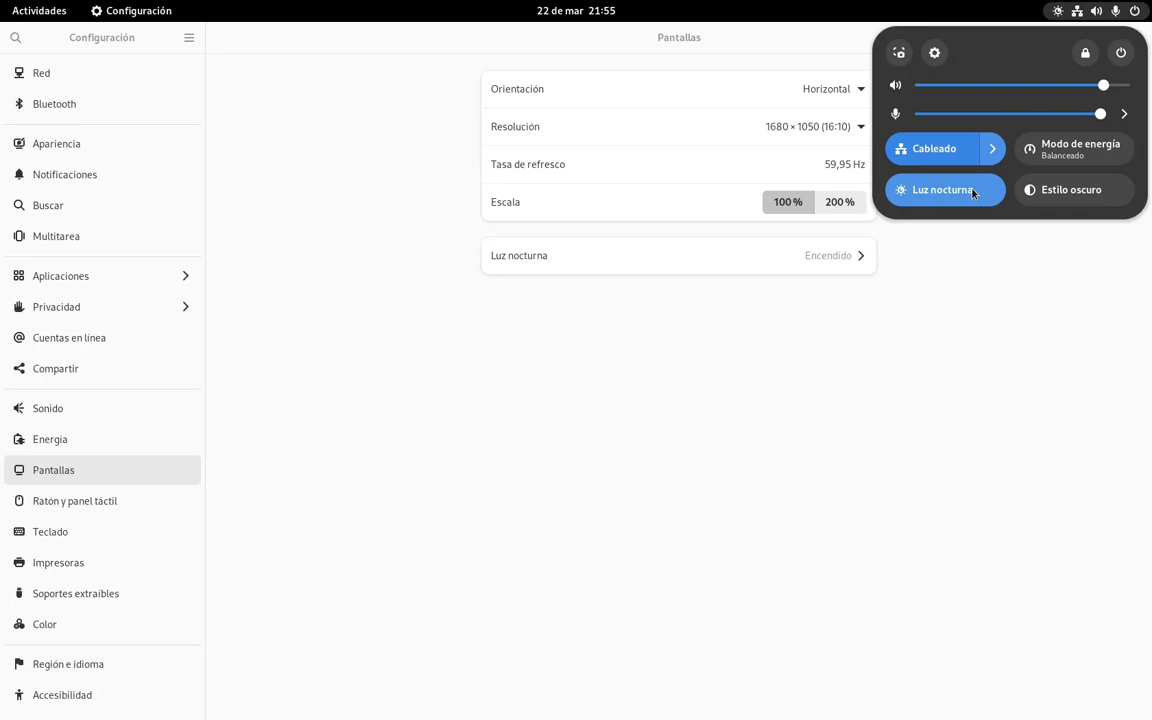 Actividades
Configuración
22 de mar 21:55
Configuración
Pantallas
Red
Bluetooth
Apariencia
Notificaciones
Buscar
Multitarea
Aplicaciones
Privacidad
Cuentas en línea
Compartir
Sonido
Energía
Pantallas
Ratón y panel táctil
Teclado
Impresoras
Soportes extraíbles
Color
Región e idioma
Accesibilidad
Orientación
Horizontal
Resolución
1680 × 1050 (16:10)
Tasa de refresco
59,95 Hz
Escala
100 %
200 %
Luz nocturna
Encendido
Cableado
Modo de energía
Balanceado
Luz nocturna
Estilo oscuro